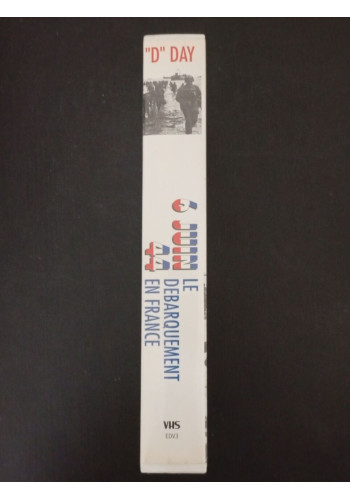 "D" DAY
6 JUIN
44
LE
DEBARQUEMENT
EN FRANCE
VHS
EDV3